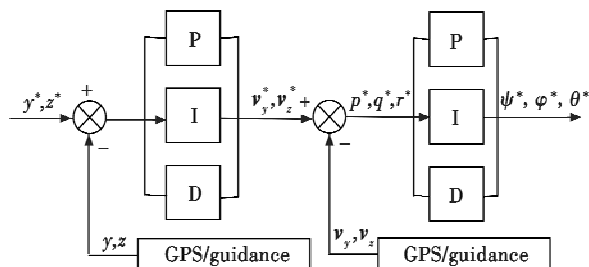 P P
+
y*,z* I v*y,v*z + p*,q*,r* I ψ*, φ*, θ*
− −
D D
y,z vy,vz
GPS/guidance GPS/guidance